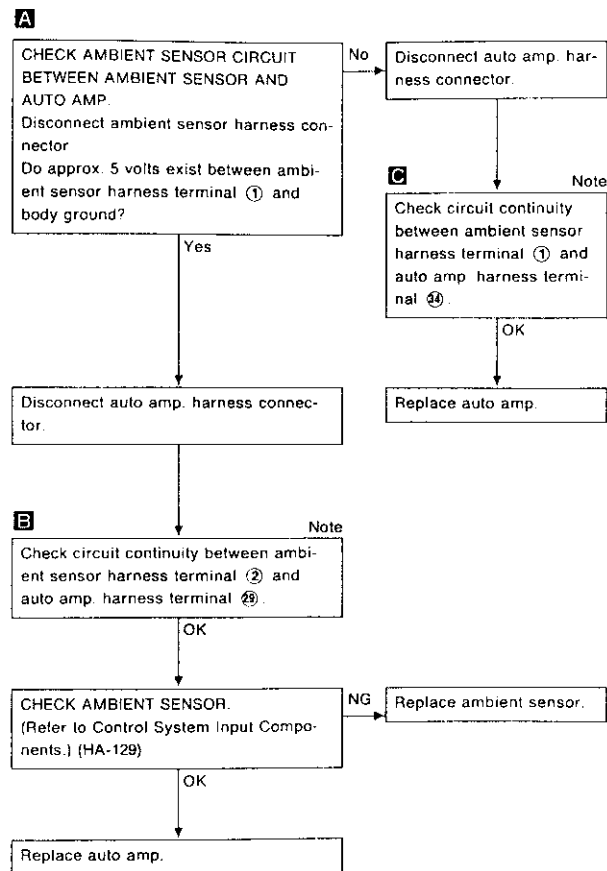 A
CHECK AMBIENT SENSOR CIRCUIT
BETWEEN AMBIENT SENSOR AND
AUTO AMP.
Disconnect ambient sensor harness con-
nector
Do approx. 5 volts exist between ambi-
ent sensor harness terminal ① and
body ground?
No
Disconnect auto amp. har-
ness connector.
C
Note
Check circuit continuity
between ambient sensor
harness terminal ① and
auto amp harness termi-
nal ㉞.
OK
Replace auto amp.
Yes
Disconnect auto amp. harness connec-
tor.
B
Note
Check circuit continuity between ambi-
ent sensor harness terminal ② and
auto amp. harness terminal ㉙.
OK
CHECK AMBIENT SENSOR.
(Refer to Control System Input Compo-
nents.) (HA-129)
NG
Replace ambient sensor.
OK
Replace auto amp.